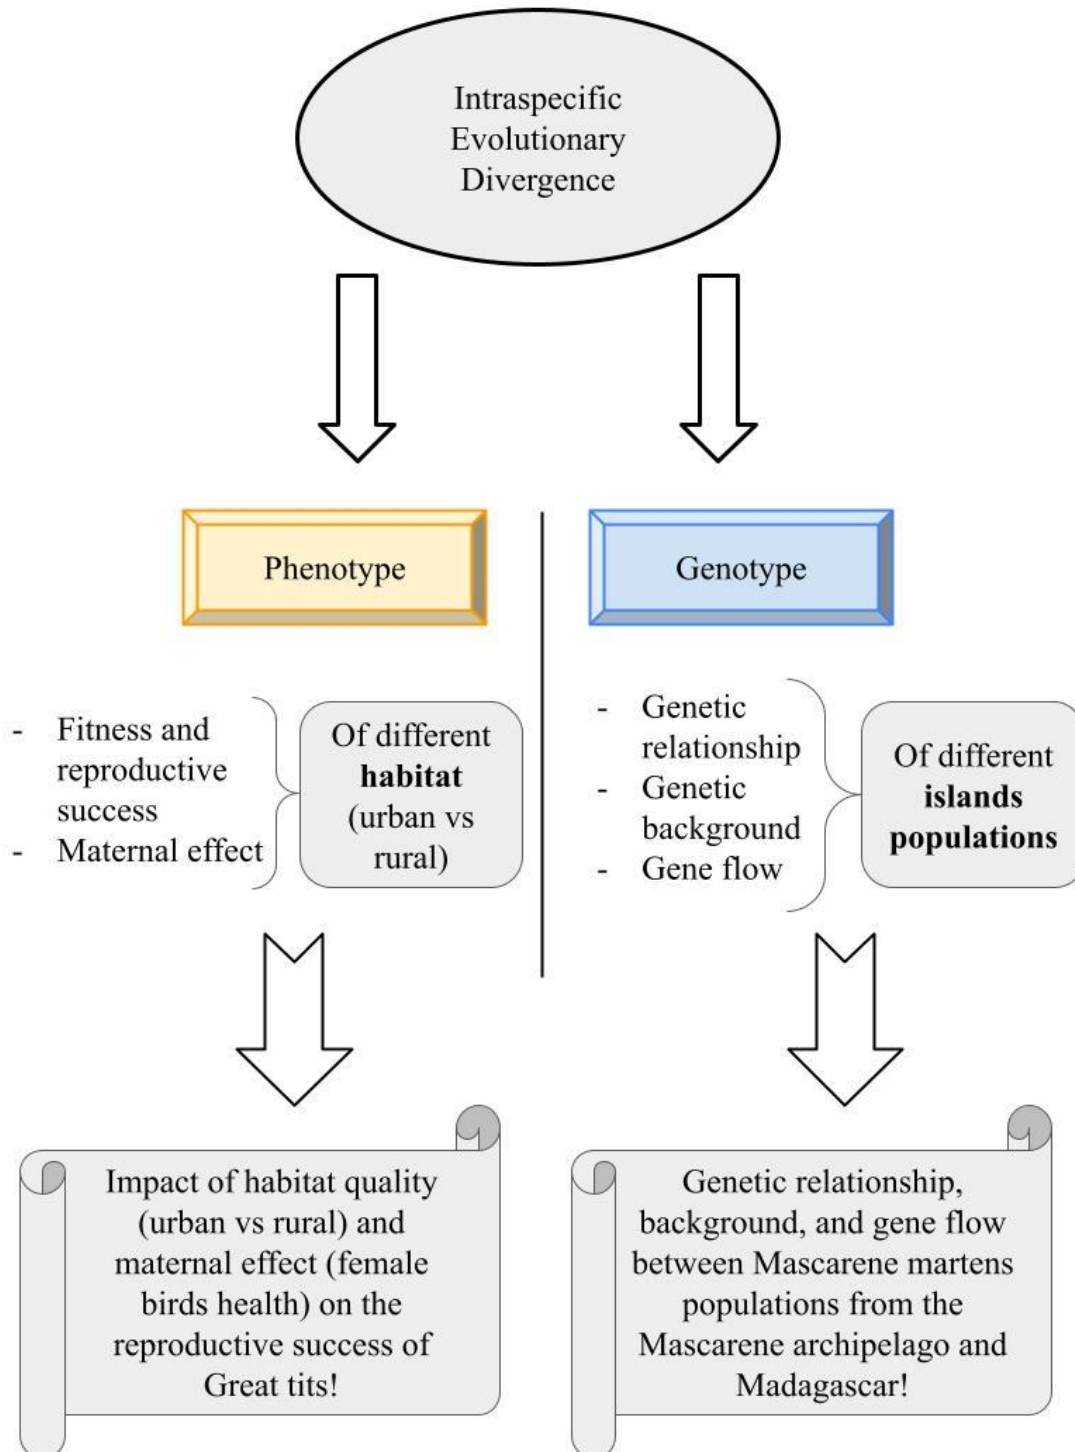 Intraspecific
Evolutionary
Divergence
Phenotype
Genotype
- Fitness and
reproductive
success
- Maternal effect
Of different
habitat
(urban vs
rural)
- Genetic
relationship
- Genetic
background
- Gene flow
Of different
islands
populations
Impact of habitat quality
(urban vs rural) and
maternal effect (female
birds health) on the
reproductive success of
Great tits!
Genetic relationship,
background, and gene flow
between Mascarene martens
populations from the
Mascarene archipelago and
Madagascar!